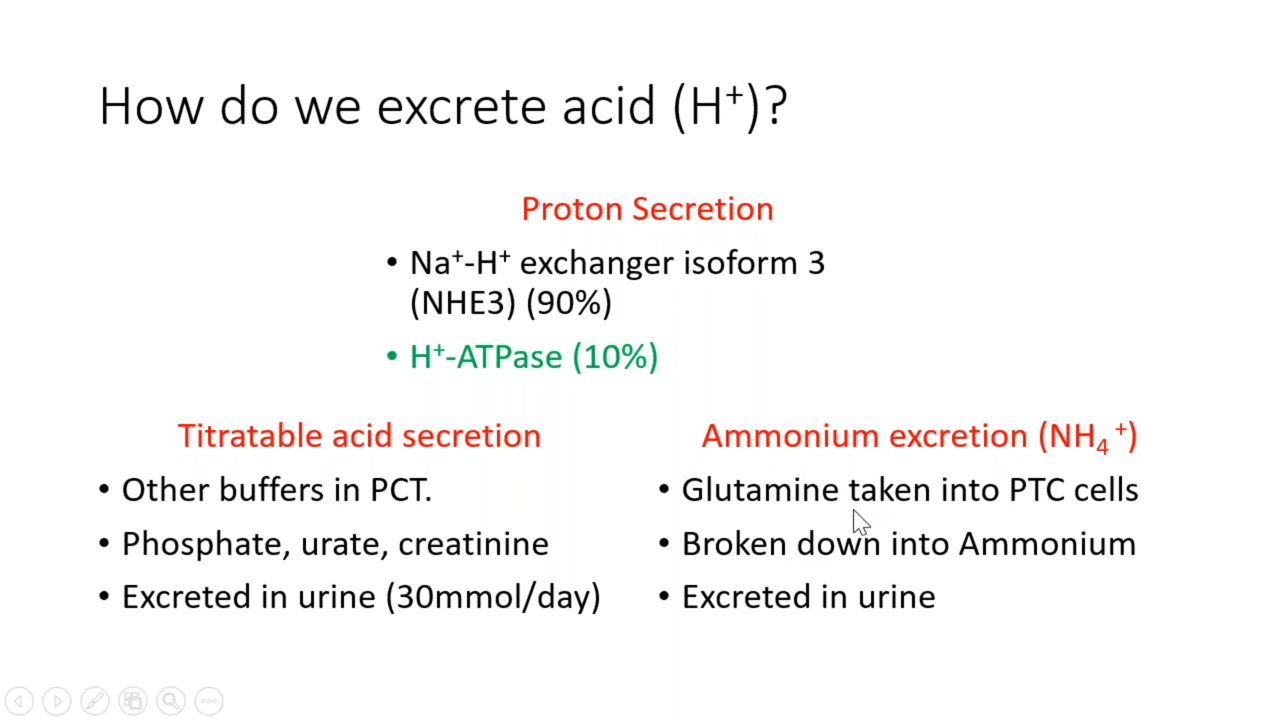 How do we excrete acid (H⁺)?
Proton Secretion
• Na⁺-H⁺ exchanger isoform 3
(NHE3) (90%)
• H⁺-ATPase (10%)
Titratable acid secretion
• Other buffers in PCT.
• Phosphate, urate, creatinine
• Excreted in urine (30mmol/day)
Ammonium excretion (NH₄⁺)
• Glutamine taken into PTC cells
• Broken down into Ammonium
• Excreted in urine